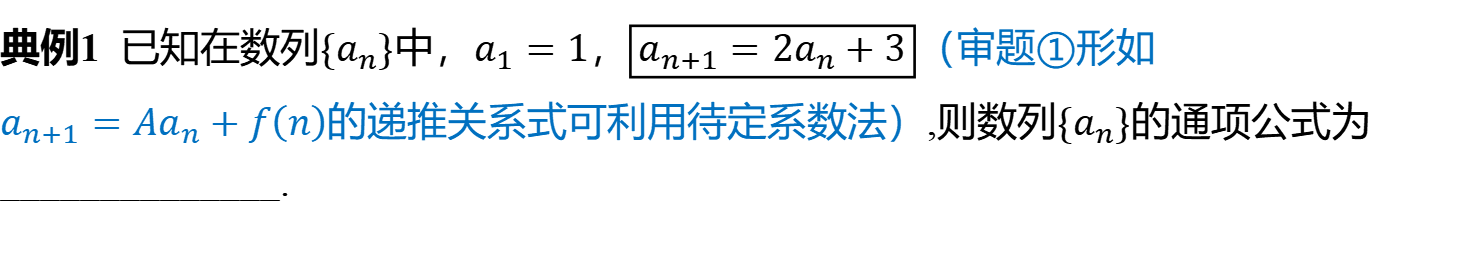 典例1 已知在数列{aₙ}中，a₁ = 1，aₙ₊₁ = 2aₙ + 3（审题①形如
aₙ₊₁ = Aaₙ + f(n)的递推关系式可利用待定系数法）,则数列{aₙ}的通项公式为
______________.